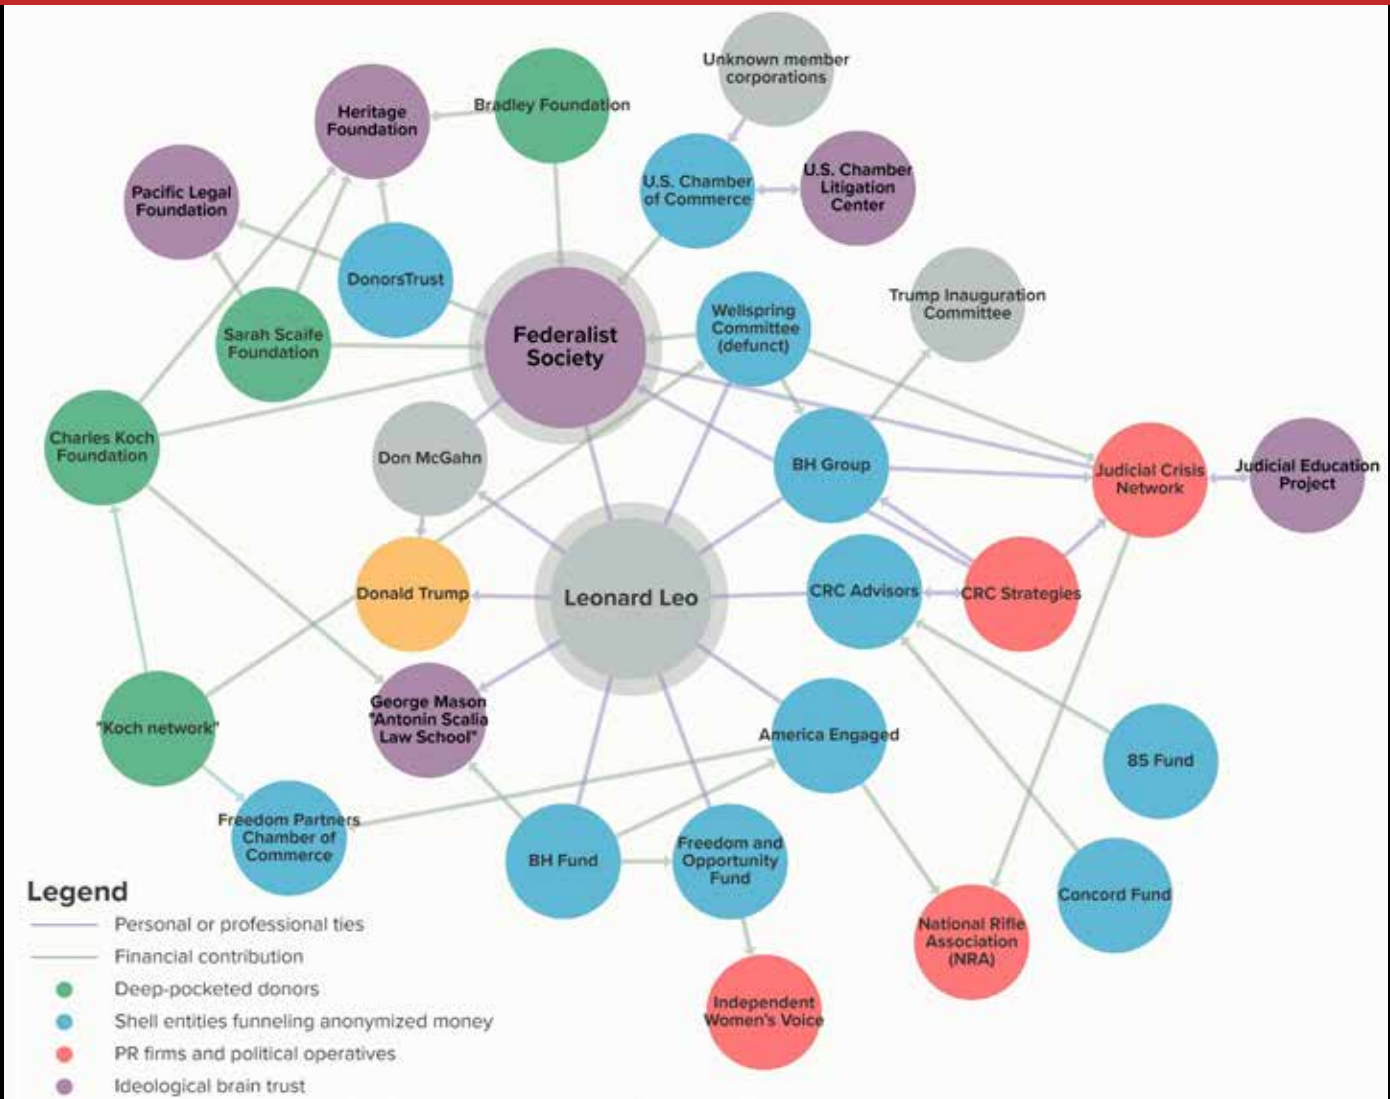 Unknown member
corporations
Bradley Foundation
Heritage
Foundation
U.S. Chamber
of Commerce
U.S. Chamber
Litigation
Center
Pacific Legal
Foundation
DonorsTrust
Trump Inauguration
Committee
Wellspring
Committee
(defunct)
Sarah Scaife
Foundation
Federalist
Society
Charles Koch
Foundation
Don McGahn
BH Group
Judicial Crisis
Network
Judicial Education
Project
Donald Trump
Leonard Leo
CRC Advisors
CRC Strategies
"Koch network"
George Mason
"Antonin Scalia
Law School"
America Engaged
85 Fund
Freedom Partners
Chamber of
Commerce
BH Fund
Freedom and
Opportunity
Fund
Concord Fund
National Rifle
Association
(NRA)
Independent
Women's Voice
Legend
Personal or professional ties
Financial contribution
Deep-pocketed donors
Shell entities funneling anonymized money
PR firms and political operatives
Ideological brain trust